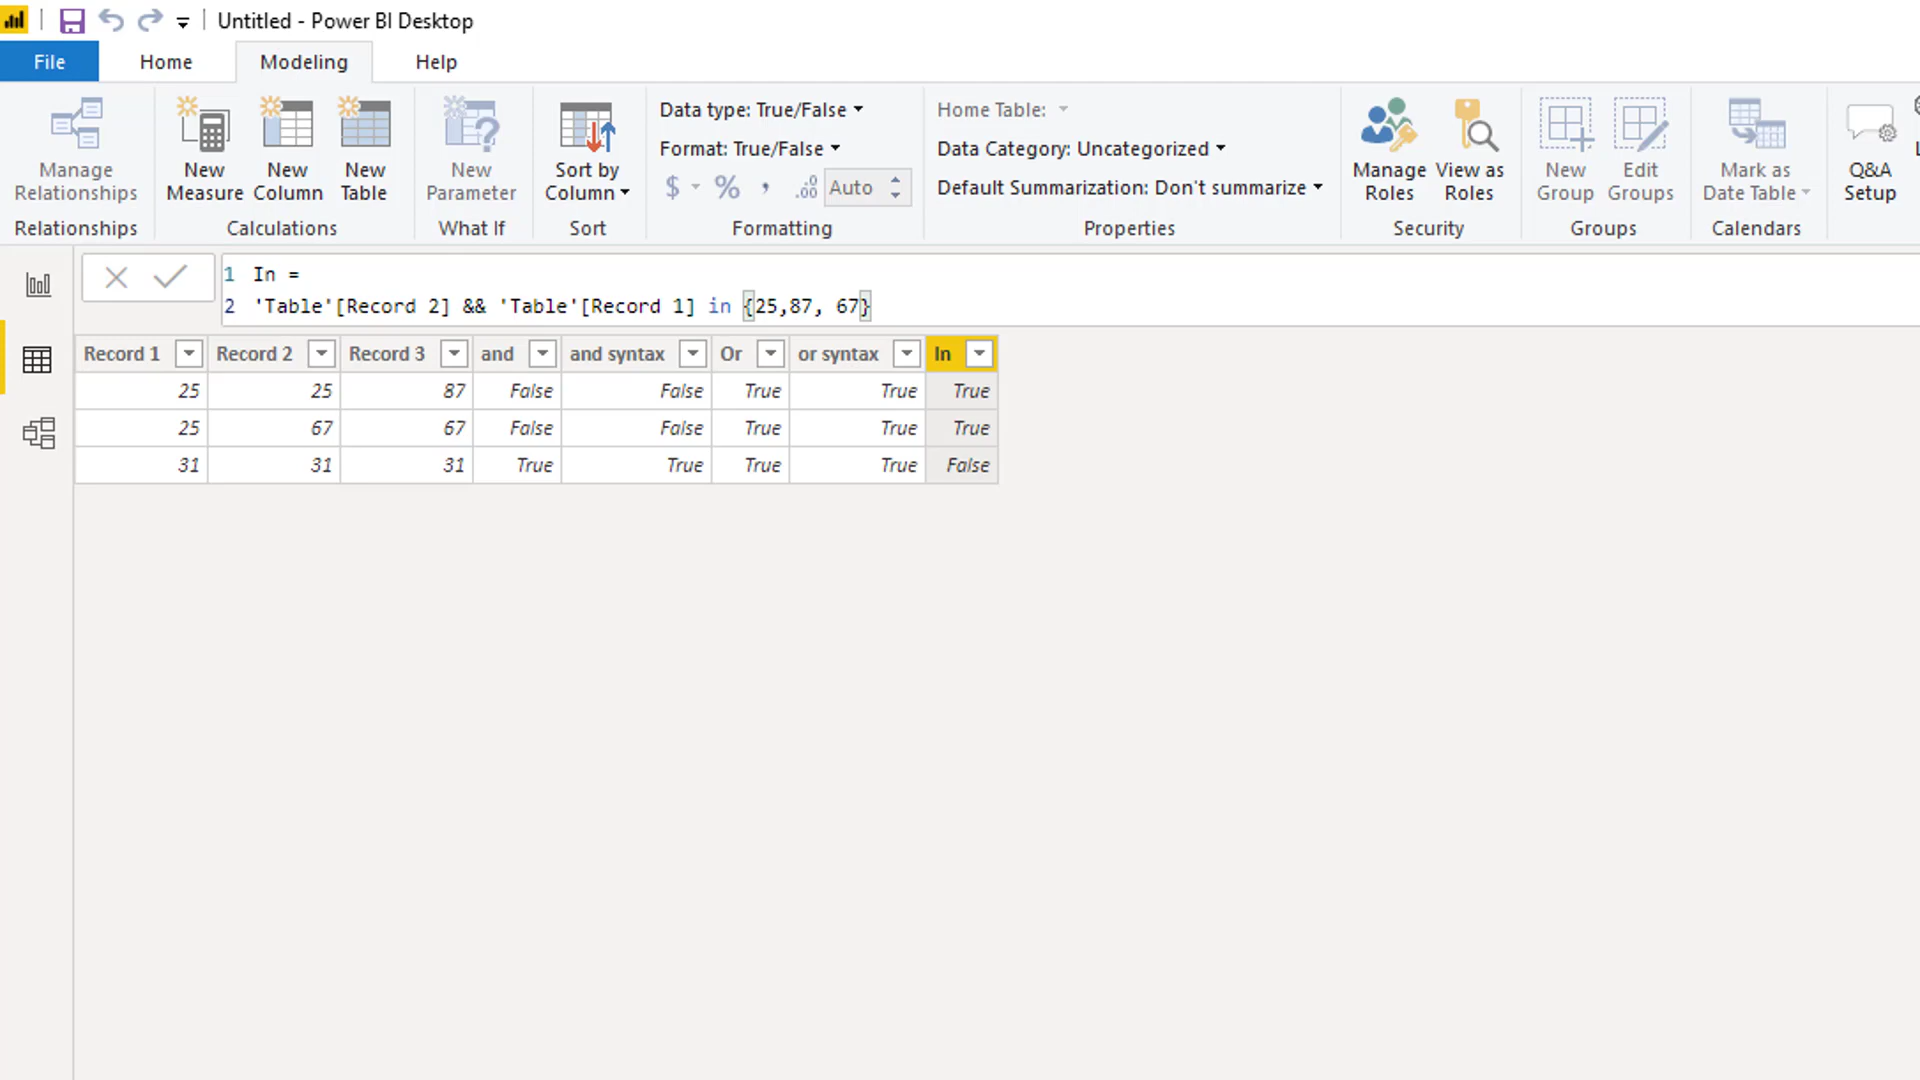 Untitled - Power BI Desktop
File Home Modeling Help
Manage Relationships
New Measure
New Column
New Table
New Parameter
Sort by Column
Data type: True/False
Format: True/False
$ % , .00 Auto
Home Table:
Data Category: Uncategorized
Default Summarization: Don't summarize
Manage Roles
View as Roles
New Group
Edit Groups
Mark as Date Table
Q&A Setup
Relationships Calculations What If Sort Formatting Properties Security Groups Calendars
1 In =
2 'Table'[Record 2] && 'Table'[Record 1] in {25,87, 67}
Record 1 Record 2 Record 3 and and syntax Or or syntax In
25 25 87 False False True True True
25 67 67 False False True True True
31 31 31 True True True True False